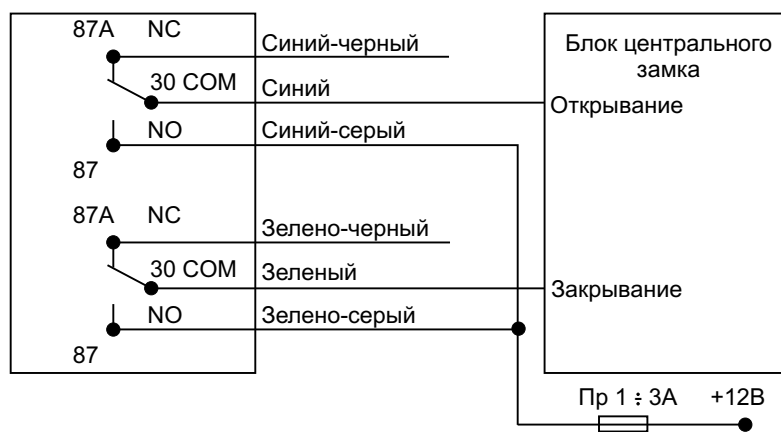 87A NC
Синий-черный
30 COM
Синий
NO
Синий-серый
87
87A NC
Зелено-черный
30 COM
Зеленый
NO
Зелено-серый
87
Блок центрального
замка
Открывание
Закрывание
Пр 1 ÷ 3А
+12В